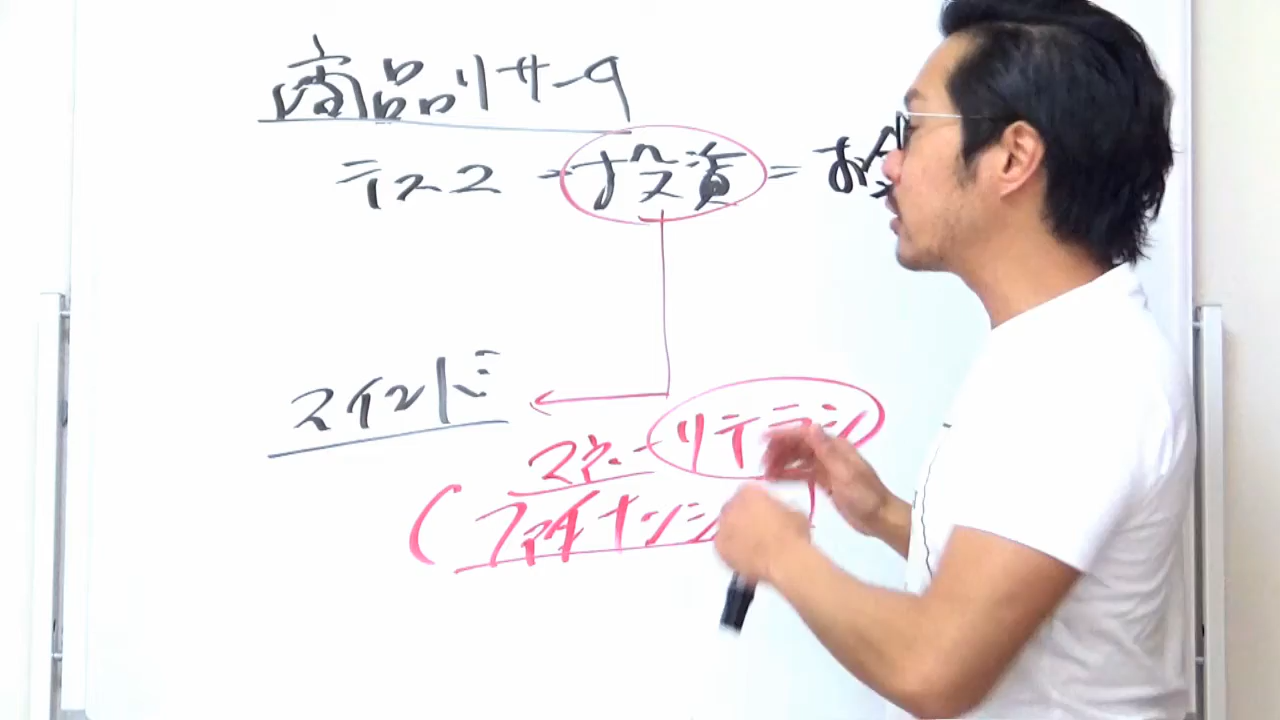 商品リサーチ
テスト → 投資 = お金
マインド
マネーリテラシ
(ファイナンシ